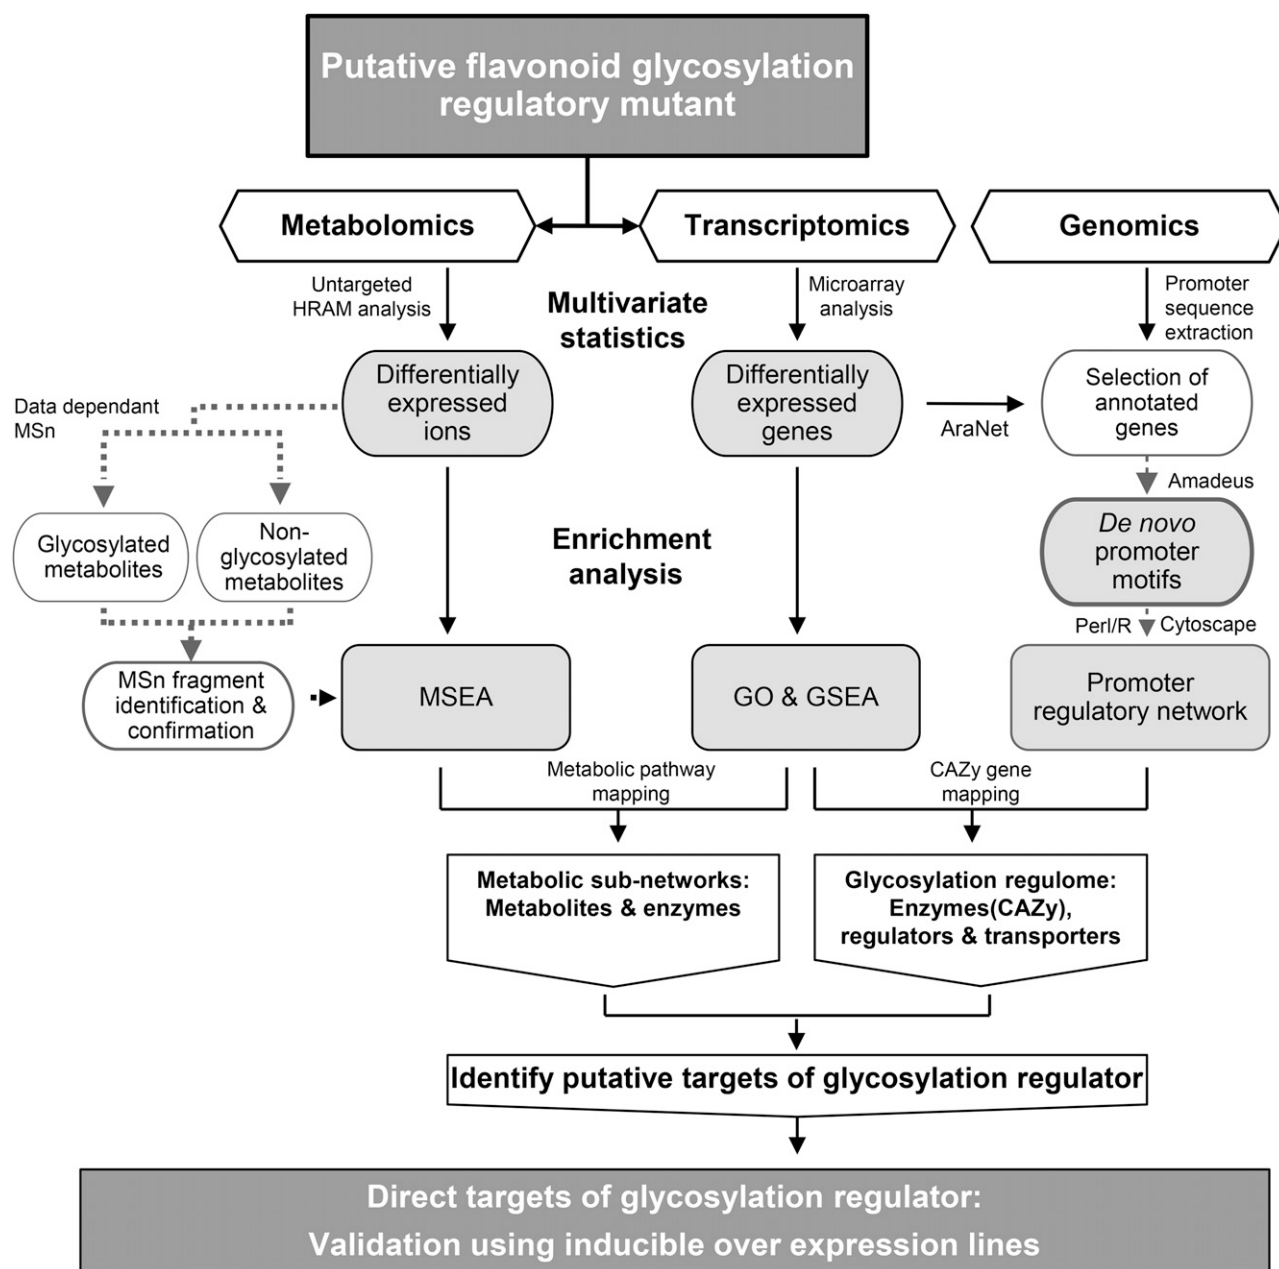 Putative flavonoid glycosylation
regulatory mutant
Metabolomics
Transcriptomics
Genomics
Untargeted
HRAM analysis
Multivariate
statistics
Microarray
analysis
Promoter
sequence
extraction
Data dependant
MSn
Differentially
expressed
ions
Differentially
expressed
genes
AraNet
Selection of
annotated
genes
Amadeus
Glycosylated
metabolites
Non-
glycosylated
metabolites
Enrichment
analysis
De novo
promoter
motifs
Perl/R
Cytoscape
MSn fragment
identification &
confirmation
MSEA
GO & GSEA
Promoter
regulatory network
Metabolic pathway
mapping
CAZy gene
mapping
Metabolic sub-networks:
Metabolites & enzymes
Glycosylation regulome:
Enzymes(CAZy),
regulators & transporters
Identify putative targets of glycosylation regulator
Direct targets of glycosylation regulator:
Validation using inducible over expression lines